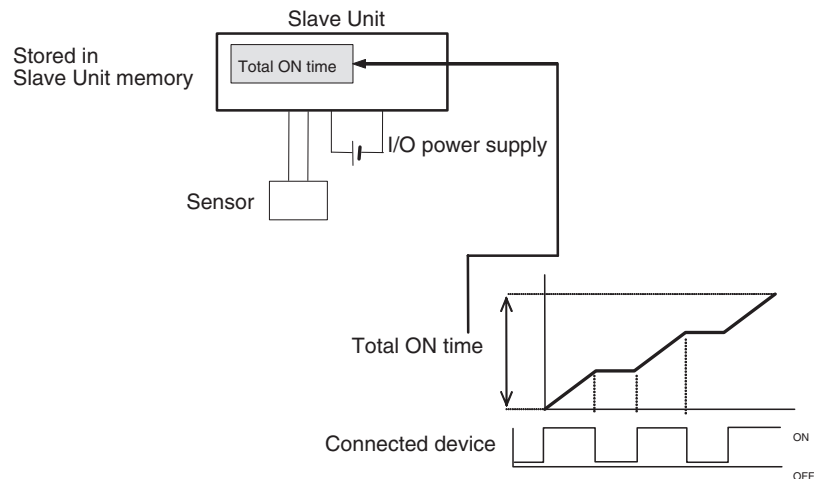 Slave Unit
Stored in
Slave Unit memory
Total ON time
I/O power supply
Sensor
Total ON time
Connected device
ON
OFF